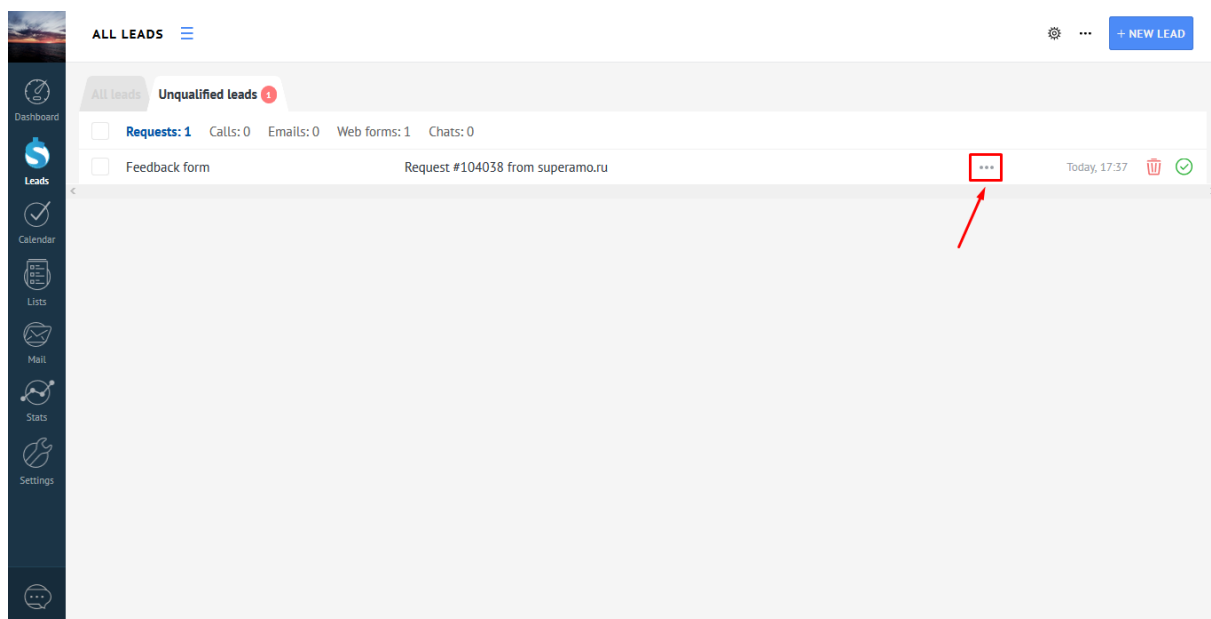 ALL LEADS
+ NEW LEAD
All leads Unqualified leads 1
Requests: 1 Calls: 0 Emails: 0 Web forms: 1 Chats: 0
Feedback form Request #104038 from superamo.ru Today, 17:37
Dashboard
Leads
Calendar
Lists
Mail
Stats
Settings